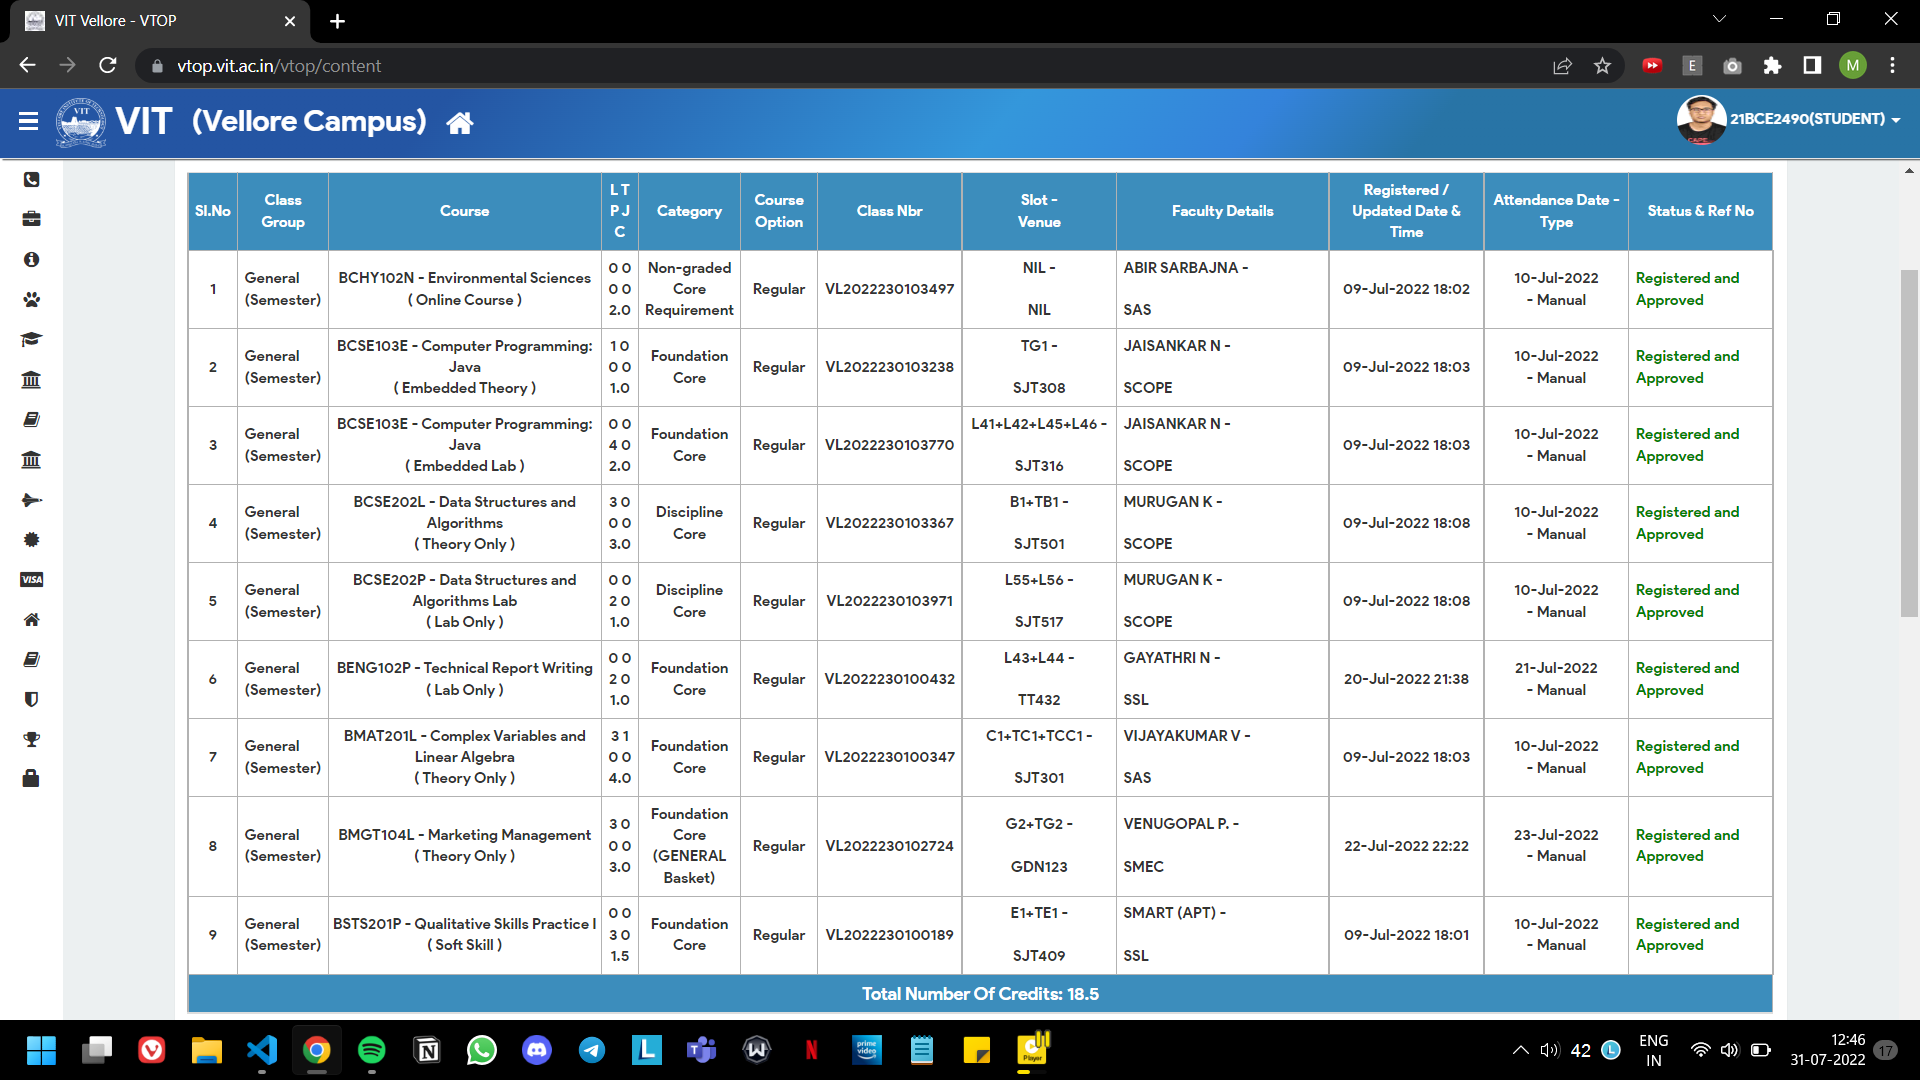 VIT Vellore - VTOP
vtop.vit.ac.in/vtop/content
E
M
VIT (Vellore Campus)
21BCE2490(STUDENT)
Sl.No
Class
Group
Course
L T
P J
C
Category
Course
Option
Class Nbr
Slot -
Venue
Faculty Details
Registered /
Updated Date &
Time
Attendance Date -
Type
Status & Ref No
1
General
(Semester)
BCHY102N - Environmental Sciences
( Online Course )
0 0
0 0
2.0
Non-graded
Core
Requirement
Regular
VL2022230103497
NIL -
NIL
ABIR SARBAJNA -
SAS
09-Jul-2022 18:02
10-Jul-2022
- Manual
Registered and
Approved
2
General
(Semester)
BCSE103E - Computer Programming:
Java
( Embedded Theory )
1 0
0 0
1.0
Foundation
Core
Regular
VL2022230103238
TG1 -
SJT308
JAISANKAR N -
SCOPE
09-Jul-2022 18:03
10-Jul-2022
- Manual
Registered and
Approved
3
General
(Semester)
BCSE103E - Computer Programming:
Java
( Embedded Lab )
0 0
4 0
2.0
Foundation
Core
Regular
VL2022230103770
L41+L42+L45+L46 -
SJT316
JAISANKAR N -
SCOPE
09-Jul-2022 18:03
10-Jul-2022
- Manual
Registered and
Approved
4
General
(Semester)
BCSE202L - Data Structures and
Algorithms
( Theory Only )
3 0
0 0
3.0
Discipline
Core
Regular
VL2022230103367
B1+TB1 -
SJT501
MURUGAN K -
SCOPE
09-Jul-2022 18:08
10-Jul-2022
- Manual
Registered and
Approved
5
General
(Semester)
BCSE202P - Data Structures and
Algorithms Lab
( Lab Only )
0 0
2 0
1.0
Discipline
Core
Regular
VL2022230103971
L55+L56 -
SJT517
MURUGAN K -
SCOPE
09-Jul-2022 18:08
10-Jul-2022
- Manual
Registered and
Approved
6
General
(Semester)
BENG102P - Technical Report Writing
( Lab Only )
0 0
2 0
1.0
Foundation
Core
Regular
VL2022230100432
L43+L44 -
TT432
GAYATHRI N -
SSL
20-Jul-2022 21:38
21-Jul-2022
- Manual
Registered and
Approved
7
General
(Semester)
BMAT201L - Complex Variables and
Linear Algebra
( Theory Only )
3 1
0 0
4.0
Foundation
Core
Regular
VL2022230100347
C1+TC1+TCC1 -
SJT301
VIJAYAKUMAR V -
SAS
09-Jul-2022 18:03
10-Jul-2022
- Manual
Registered and
Approved
8
General
(Semester)
BMGT104L - Marketing Management
( Theory Only )
3 0
0 0
3.0
Foundation
Core
(GENERAL
Basket)
Regular
VL2022230102724
G2+TG2 -
GDN123
VENUGOPAL P. -
SMEC
22-Jul-2022 22:22
23-Jul-2022
- Manual
Registered and
Approved
9
General
(Semester)
BSTS201P - Qualitative Skills Practice I
( Soft Skill )
0 0
3 0
1.5
Foundation
Core
Regular
VL2022230100189
E1+TE1 -
SJT409
SMART (APT) -
SSL
09-Jul-2022 18:01
10-Jul-2022
- Manual
Registered and
Approved
Total Number Of Credits: 18.5
VISA
prime
video
Player
42
ENG
IN
12:46
31-07-2022
17